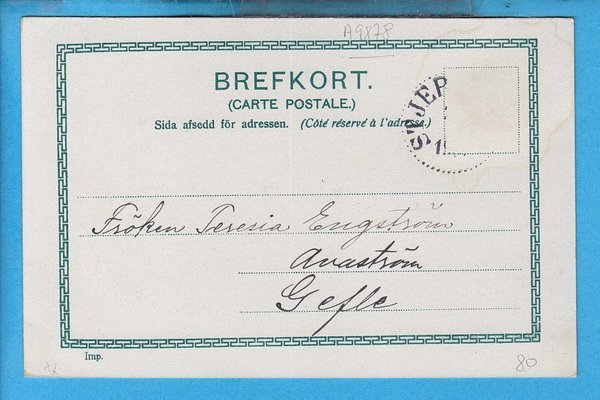 A9878
BREFKORT.
(CARTE POSTALE.)
Sida afsedd för adressen. (Côté réservé à l'adresse.)
STJER
Fröken Teresia Engström
Avaström
Gefle
Imp.
80